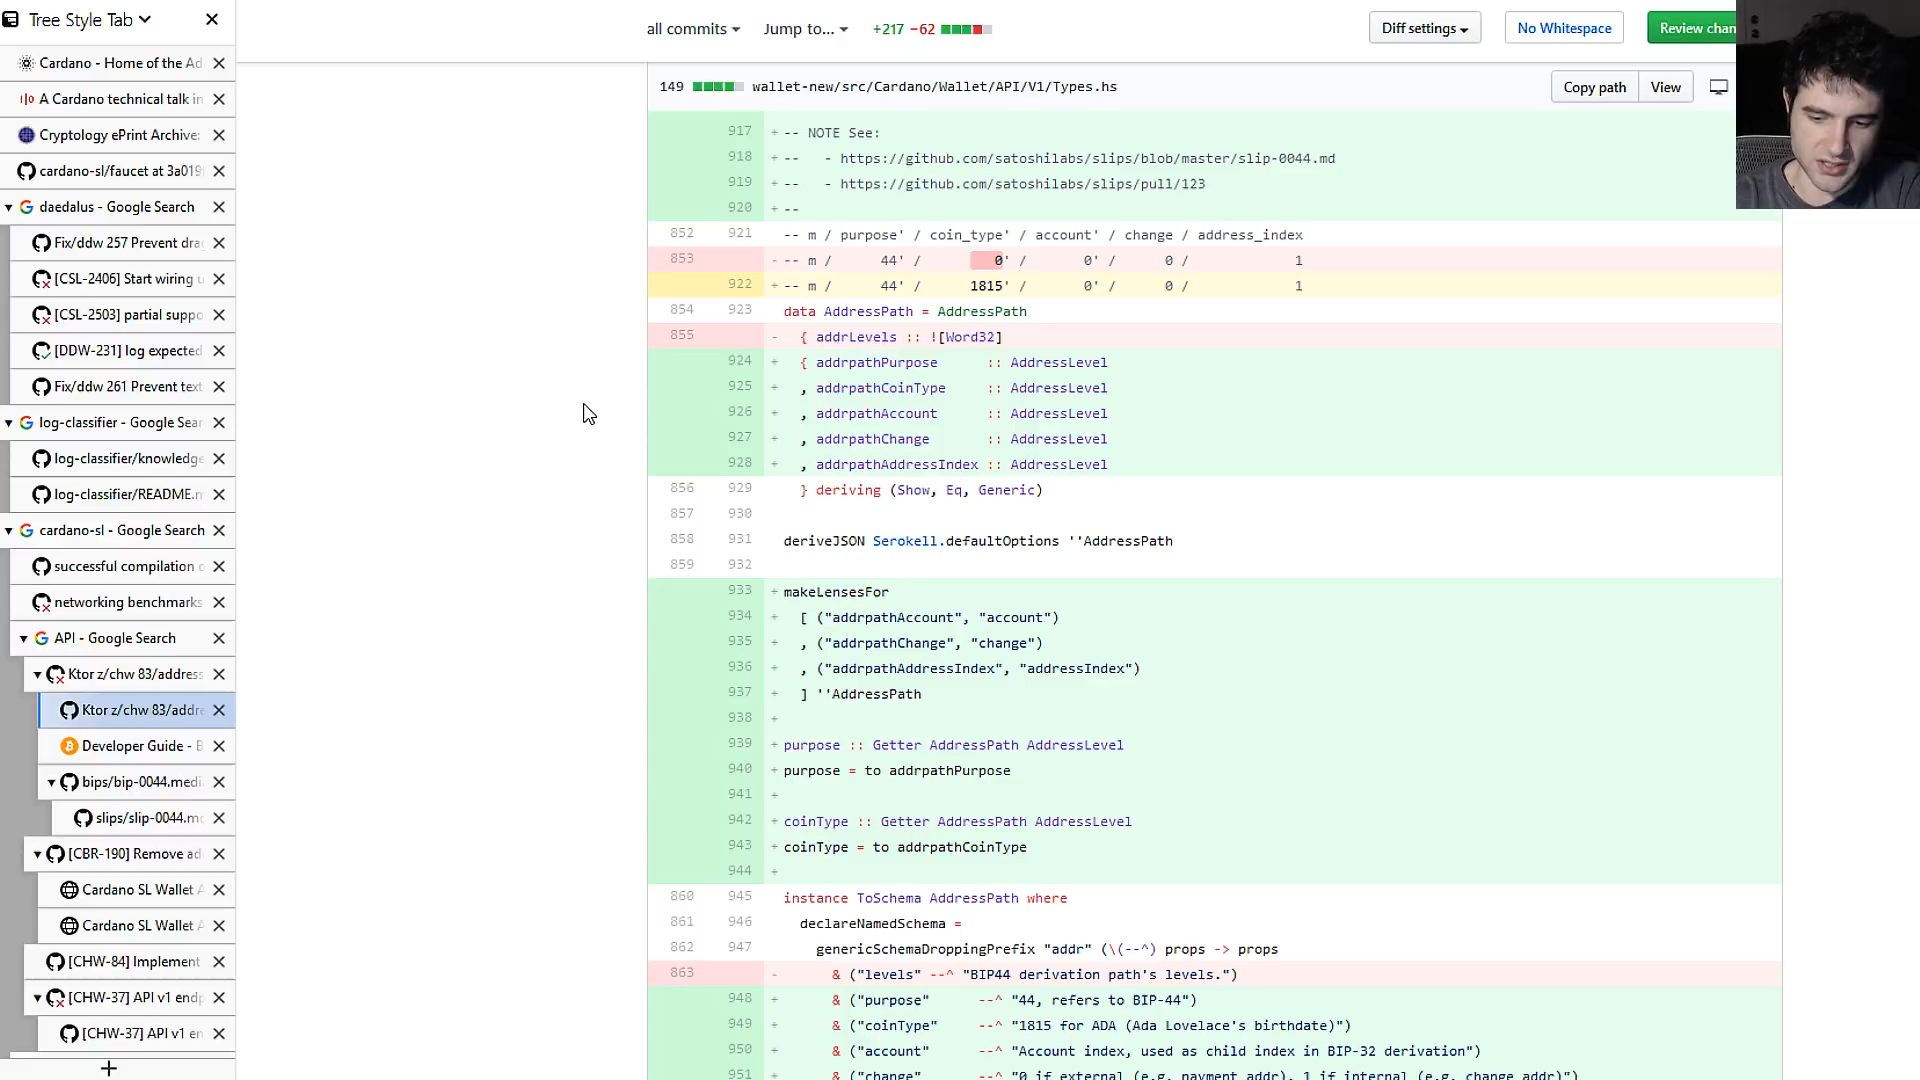 Tree Style Tab
Cardano - Home of the Ad
A Cardano technical talk in
Cryptology ePrint Archive:
cardano-sl/faucet at 3a019
daedalus - Google Search
Fix/ddw 257 Prevent drag
[CSL-2406] Start wiring u
[CSL-2503] partial suppo
[DDW-231] log expected
Fix/ddw 261 Prevent text
log-classifier - Google Sear
log-classifier/knowledge
log-classifier/README.m
cardano-sl - Google Search
successful compilation o
networking benchmarks
API - Google Search
Ktor z/chw 83/address
Ktor z/chw 83/addre
Developer Guide - B
bips/bip-0044.medi
slips/slip-0044.mc
[CBR-190] Remove ad
Cardano SL Wallet A
Cardano SL Wallet A
[CHW-84] Implement
[CHW-37] API v1 endp
[CHW-37] API v1 en
all commits Jump to... +217 −62 Diff settings No Whitespace Review chan
149 wallet-new/src/Cardano/Wallet/API/V1/Types.hs Copy path View
917 + -- NOTE See:
918 + -- - https://github.com/satoshilabs/slips/blob/master/slip-0044.md
919 + -- - https://github.com/satoshilabs/slips/pull/123
920 + --
852 921 -- m / purpose' / coin_type' / account' / change / address_index
853 - -- m / 44' / 0' / 0' / 0 / 1
922 + -- m / 44' / 1815' / 0' / 0 / 1
854 923 data AddressPath = AddressPath
855 - { addrLevels :: ![Word32]
924 + { addrpathPurpose :: AddressLevel
925 + , addrpathCoinType :: AddressLevel
926 + , addrpathAccount :: AddressLevel
927 + , addrpathChange :: AddressLevel
928 + , addrpathAddressIndex :: AddressLevel
856 929 } deriving (Show, Eq, Generic)
857 930
858 931 deriveJSON Serokell.defaultOptions ''AddressPath
859 932
933 + makeLensesFor
934 + [ ("addrpathAccount", "account")
935 + , ("addrpathChange", "change")
936 + , ("addrpathAddressIndex", "addressIndex")
937 + ] ''AddressPath
938 +
939 + purpose :: Getter AddressPath AddressLevel
940 + purpose = to addrpathPurpose
941 +
942 + coinType :: Getter AddressPath AddressLevel
943 + coinType = to addrpathCoinType
944 +
860 945 instance ToSchema AddressPath where
861 946 declareNamedSchema =
862 947 genericSchemaDroppingPrefix "addr" (\(--^) props -> props
863 - & ("levels" --^ "BIP44 derivation path's levels.")
948 + & ("purpose" --^ "44, refers to BIP-44")
949 + & ("coinType" --^ "1815 for ADA (Ada Lovelace's birthdate)")
950 + & ("account" --^ "Account index, used as child index in BIP-32 derivation")
951 + & ("change" --^ "0 if external (e.g. payment addr), 1 if internal (e.g. change addr)")